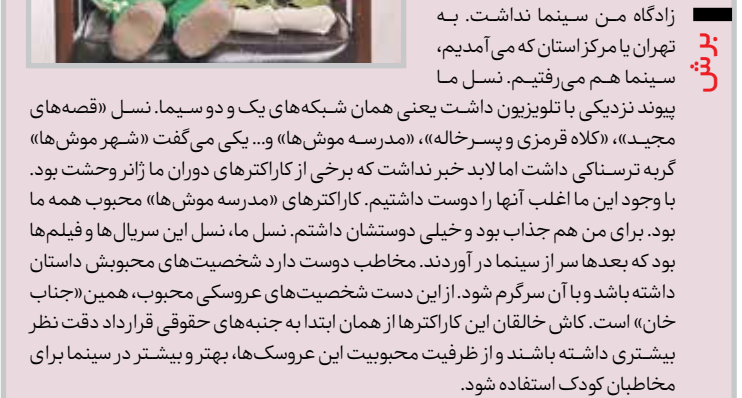 برش
زادگاه من سینما نداشت. به
تهران یا مرکز استان که می‌آمدیم،
سینما هم می‌رفتیم. نسل ما
پیوند نزدیکی با تلویزیون داشت یعنی همان شبکه‌های یک و دو سیما. نسل «قصه‌های
مجید»، «کلاه قرمزی و پسرخاله»، «مدرسه موش‌ها» و... یکی می‌گفت «شهر موش‌ها»
گربه ترسناکی داشت اما لابد خبر نداشت که برخی از کاراکترهای دوران ما ژانر وحشت بود.
با وجود این ما اغلب آنها را دوست داشتیم. کاراکترهای «مدرسه موش‌ها» محبوب همه ما
بود. برای من هم جذاب بود و خیلی دوستشان داشتم. نسل ما، نسل این سریال‌ها و فیلم‌ها
بود که بعدها سر از سینما در آوردند. مخاطب دوست دارد شخصیت‌های محبوبش داستان
داشته باشد و با آن سرگرم شود. از این دست شخصیت‌های عروسکی محبوب، همین«جناب
خان» است. کاش خالقان این کاراکترها از همان ابتدا به جنبه‌های حقوقی قرارداد دقت نظر
بیشتری داشته باشند و از ظرفیت محبوبیت این عروسک‌ها، بهتر و بیشتر در سینما برای
مخاطبان کودک استفاده شود.